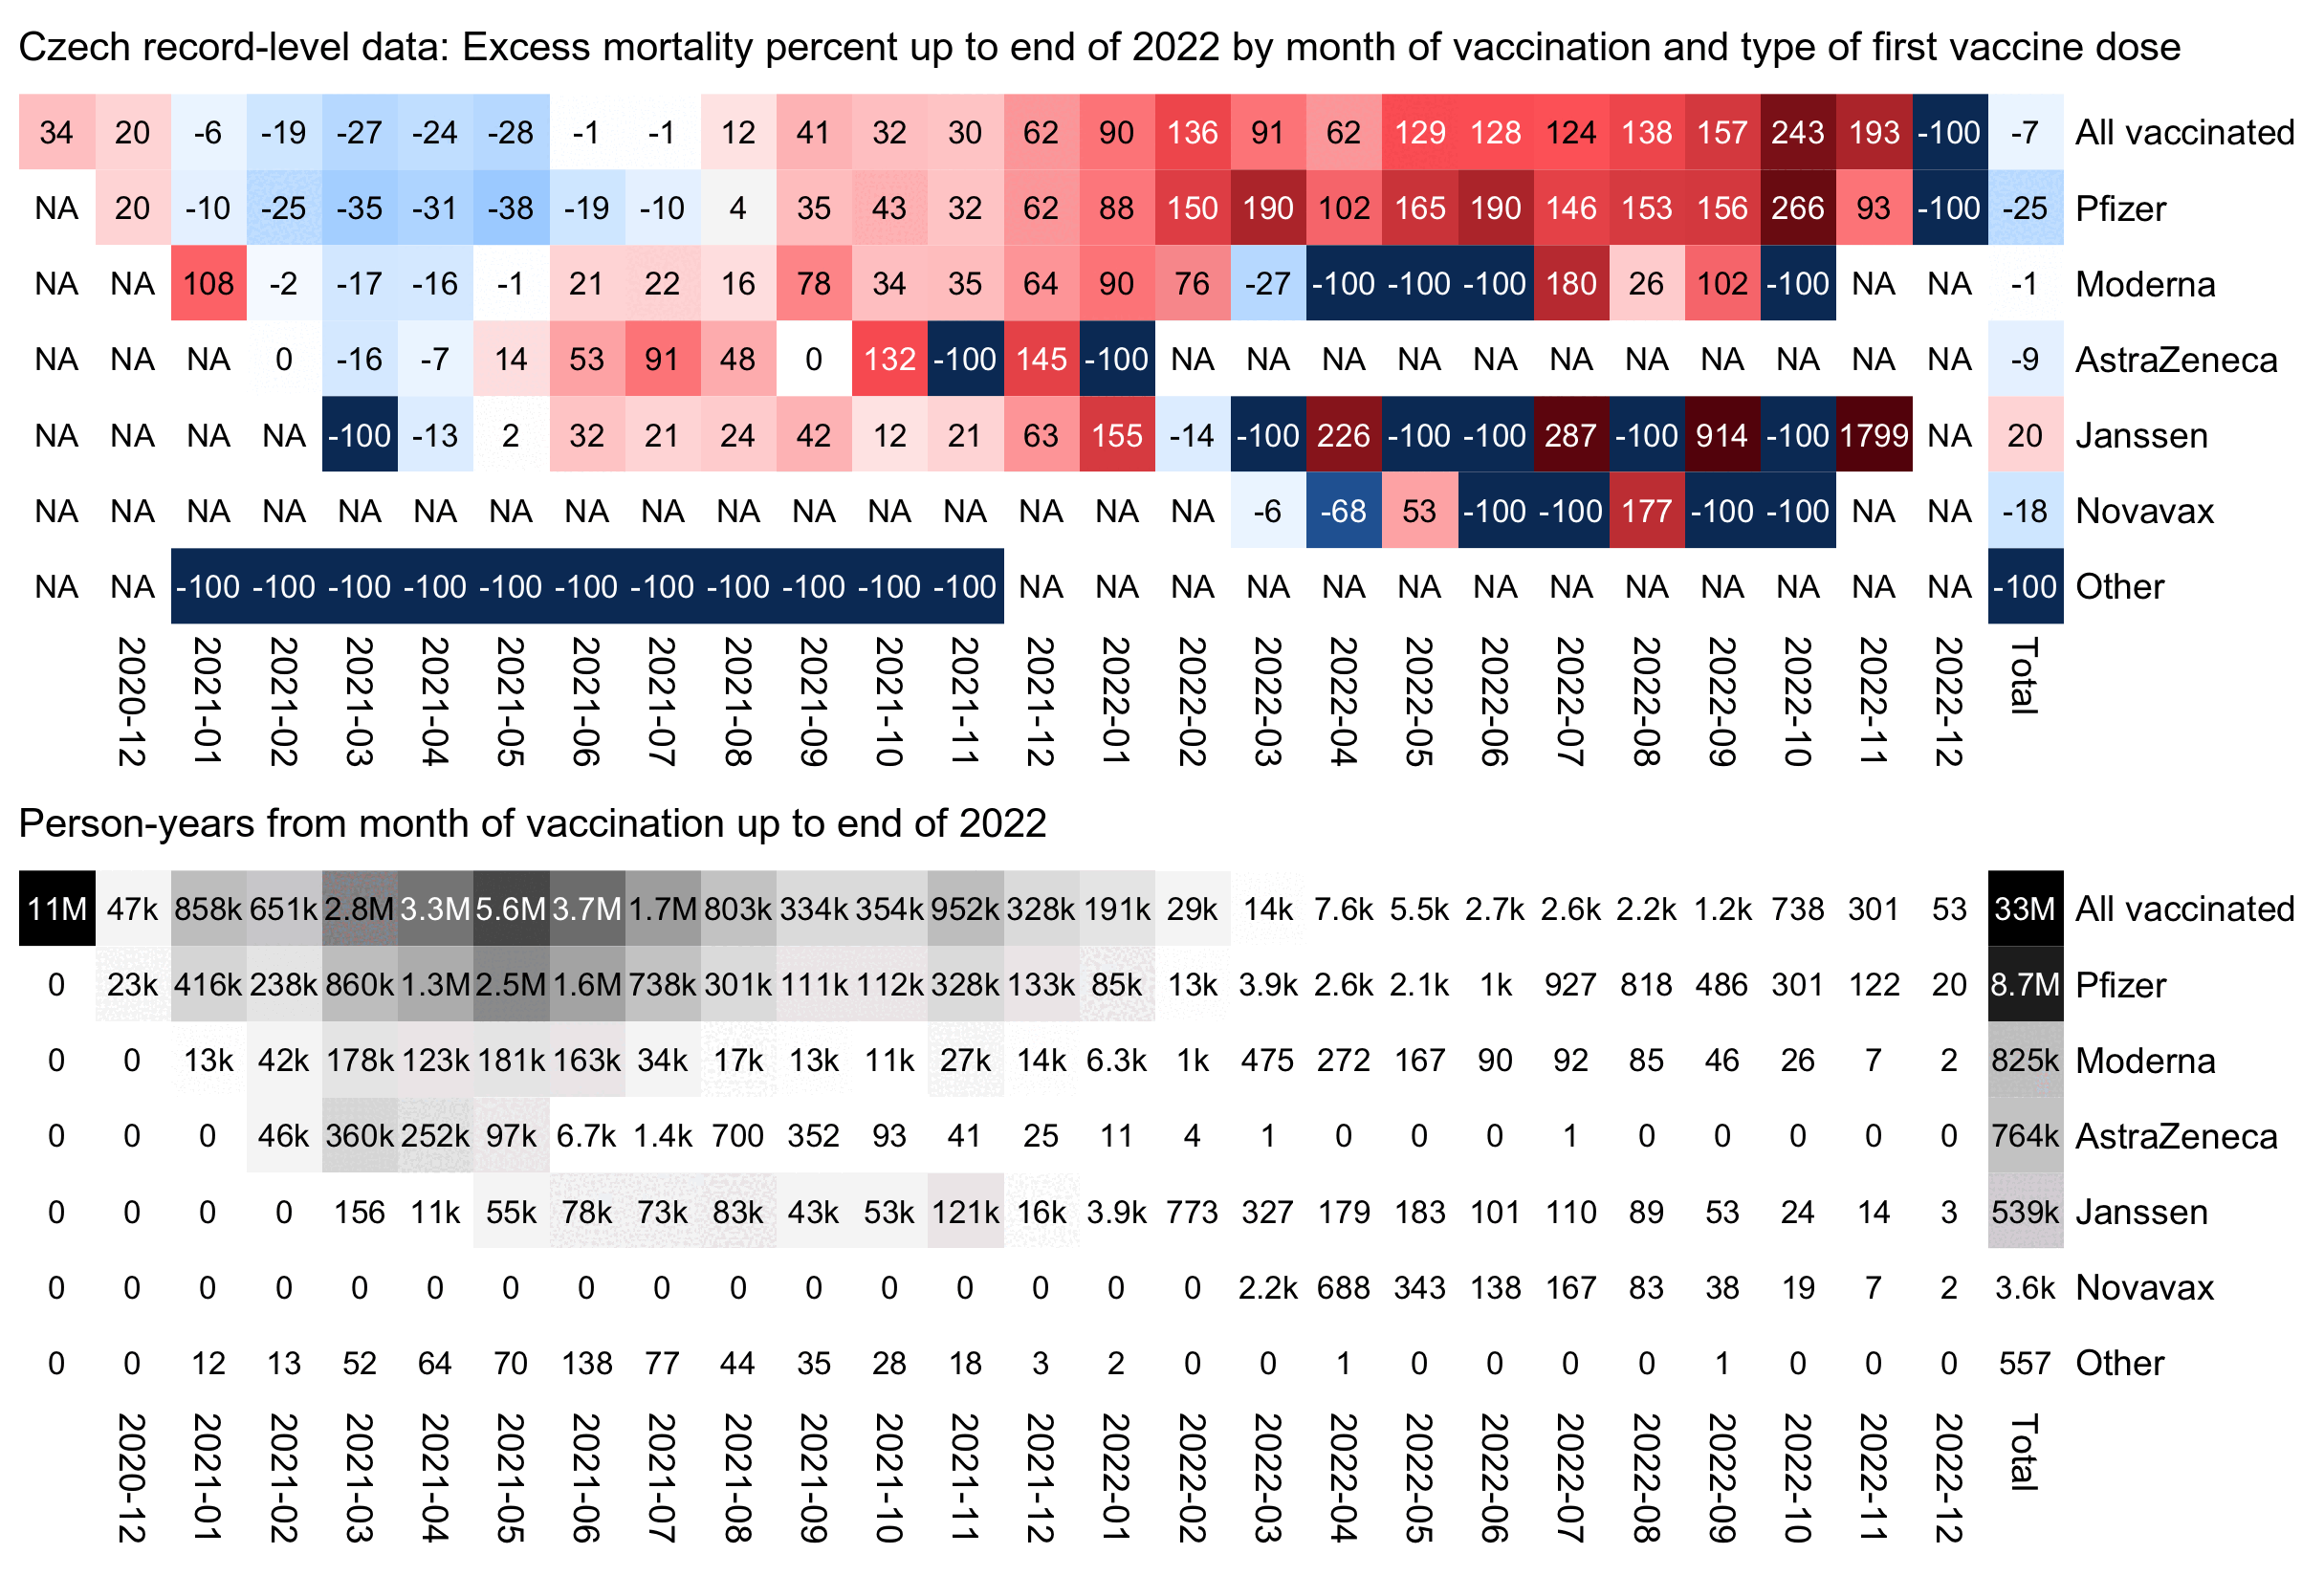 Czech record-level data: Excess mortality percent up to end of 2022 by month of vaccination and type of first vaccine dose
34 20 -6 -19 -27 -24 -28 -1 -1 12 41 32 30 62 90 136 91 62 129 128 124 138 157 243 193 -100 -7 All vaccinated
NA 20 -10 -25 -35 -31 -38 -19 -10 4 35 43 32 62 88 150 190 102 165 190 146 153 156 266 93 -100 -25 Pfizer
NA NA 108 -2 -17 -16 -1 21 22 16 78 34 35 64 90 76 -27 -100 -100 -100 180 26 102 -100 NA NA -1 Moderna
NA NA NA 0 -16 -7 14 53 91 48 0 132 -100 145 -100 NA NA NA NA NA NA NA NA NA NA NA -9 AstraZeneca
NA NA NA NA -100 -13 2 32 21 24 42 12 21 63 155 -14 -100 226 -100 -100 287 -100 914 -100 1799 NA 20 Janssen
NA NA NA NA NA NA NA NA NA NA NA NA NA NA NA NA -6 -68 53 -100 -100 177 -100 -100 NA NA -18 Novavax
NA NA -100 -100 -100 -100 -100 -100 -100 -100 -100 -100 -100 NA NA NA NA NA NA NA NA NA NA NA NA NA -100 Other
2020-12 2021-01 2021-02 2021-03 2021-04 2021-05 2021-06 2021-07 2021-08 2021-09 2021-10 2021-11 2021-12 2022-01 2022-02 2022-03 2022-04 2022-05 2022-06 2022-07 2022-08 2022-09 2022-10 2022-11 2022-12 Total
Person-years from month of vaccination up to end of 2022
11M 47k 858k 651k 2.8M 3.3M 5.6M 3.7M 1.7M 803k 334k 354k 952k 328k 191k 29k 14k 7.6k 5.5k 2.7k 2.6k 2.2k 1.2k 738 301 53 33M All vaccinated
0 23k 416k 238k 860k 1.3M 2.5M 1.6M 738k 301k 111k 112k 328k 133k 85k 13k 3.9k 2.6k 2.1k 1k 927 818 486 301 122 20 8.7M Pfizer
0 0 13k 42k 178k 123k 181k 163k 34k 17k 13k 11k 27k 14k 6.3k 1k 475 272 167 90 92 85 46 26 7 2 825k Moderna
0 0 0 46k 360k 252k 97k 6.7k 1.4k 700 352 93 41 25 11 4 1 0 0 0 1 0 0 0 0 0 764k AstraZeneca
0 0 0 0 156 11k 55k 78k 73k 83k 43k 53k 121k 16k 3.9k 773 327 179 183 101 110 89 53 24 14 3 539k Janssen
0 0 0 0 0 0 0 0 0 0 0 0 0 0 0 0 2.2k 688 343 138 167 83 38 19 7 2 3.6k Novavax
0 0 12 13 52 64 70 138 77 44 35 28 18 3 2 0 0 1 0 0 0 0 1 0 0 0 557 Other
2020-12 2021-01 2021-02 2021-03 2021-04 2021-05 2021-06 2021-07 2021-08 2021-09 2021-10 2021-11 2021-12 2022-01 2022-02 2022-03 2022-04 2022-05 2022-06 2022-07 2022-08 2022-09 2022-10 2022-11 2022-12 Total